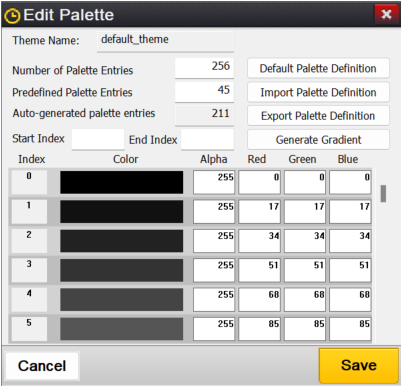 Edit Palette
Theme Name: default_theme
Number of Palette Entries 256 Default Palette Definition
Predefined Palette Entries 45 Import Palette Definition
Auto-generated palette entries 211 Export Palette Definition
Start Index End Index Generate Gradient
Index Color Alpha Red Green Blue
0 255 0 0 0
1 255 17 17 17
2 255 34 34 34
3 255 51 51 51
4 255 68 68 68
5 255 85 85 85
Cancel Save